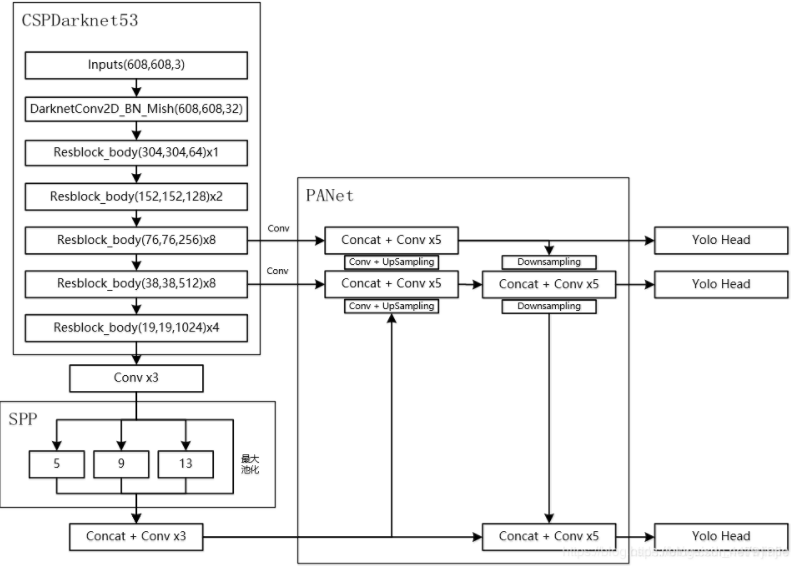 CSPDarknet53
Inputs(608,608,3)
DarknetConv2D_BN_Mish(608,608,32)
Resblock_body(304,304,64)x1
Resblock_body(152,152,128)x2
Resblock_body(76,76,256)x8
Resblock_body(38,38,512)x8
Resblock_body(19,19,1024)x4
Conv
Conv
PANet
Concat + Conv x5
Yolo Head
Conv + UpSampling
Downsampling
Concat + Conv x5
Concat + Conv x5
Yolo Head
Conv + UpSampling
Downsampling
Conv x3
SPP
5
9
13
最大
池化
Concat + Conv x3
Concat + Conv x5
Yolo Head